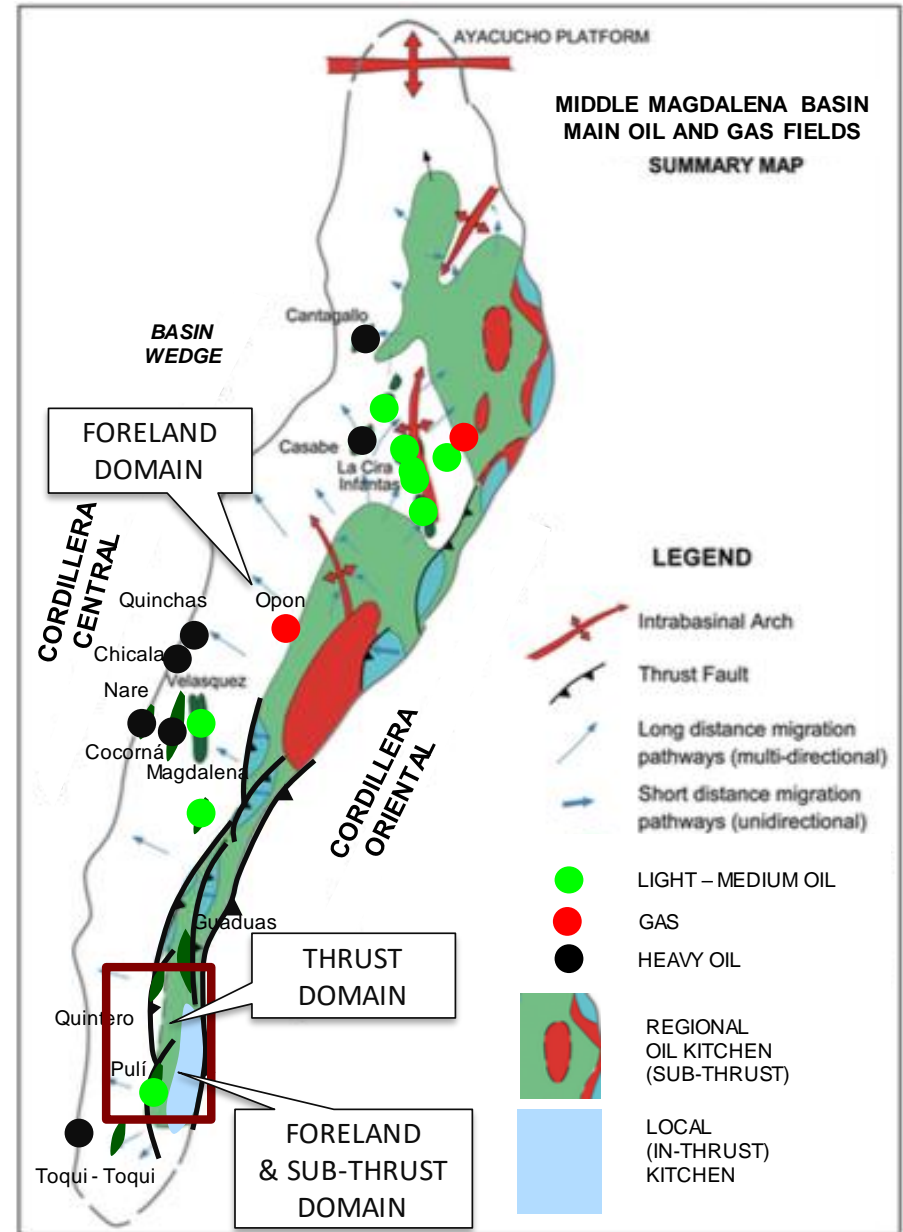 AYACUCHO PLATFORM
MIDDLE MAGDALENA BASIN
MAIN OIL AND GAS FIELDS
SUMMARY MAP
Cantagallo
BASIN
WEDGE
FORELAND
DOMAIN
Casabe
La Cira
Infantas
CORDILLERA
CENTRAL
Quinchas
Opon
Chicala
Nare
Velasquez
Cocorná
Magdalena
CORDILLERA
ORIENTAL
Guaduas
THRUST
DOMAIN
Quintero
Pulí
FORELAND
& SUB-THRUST
DOMAIN
Toqui - Toqui
LEGEND
Intrabasinal Arch
Thrust Fault
Long distance migration
pathways (multi-directional)
Short distance migration
pathways (unidirectional)
LIGHT – MEDIUM OIL
GAS
HEAVY OIL
REGIONAL
OIL KITCHEN
(SUB-THRUST)
LOCAL
(IN-THRUST)
KITCHEN